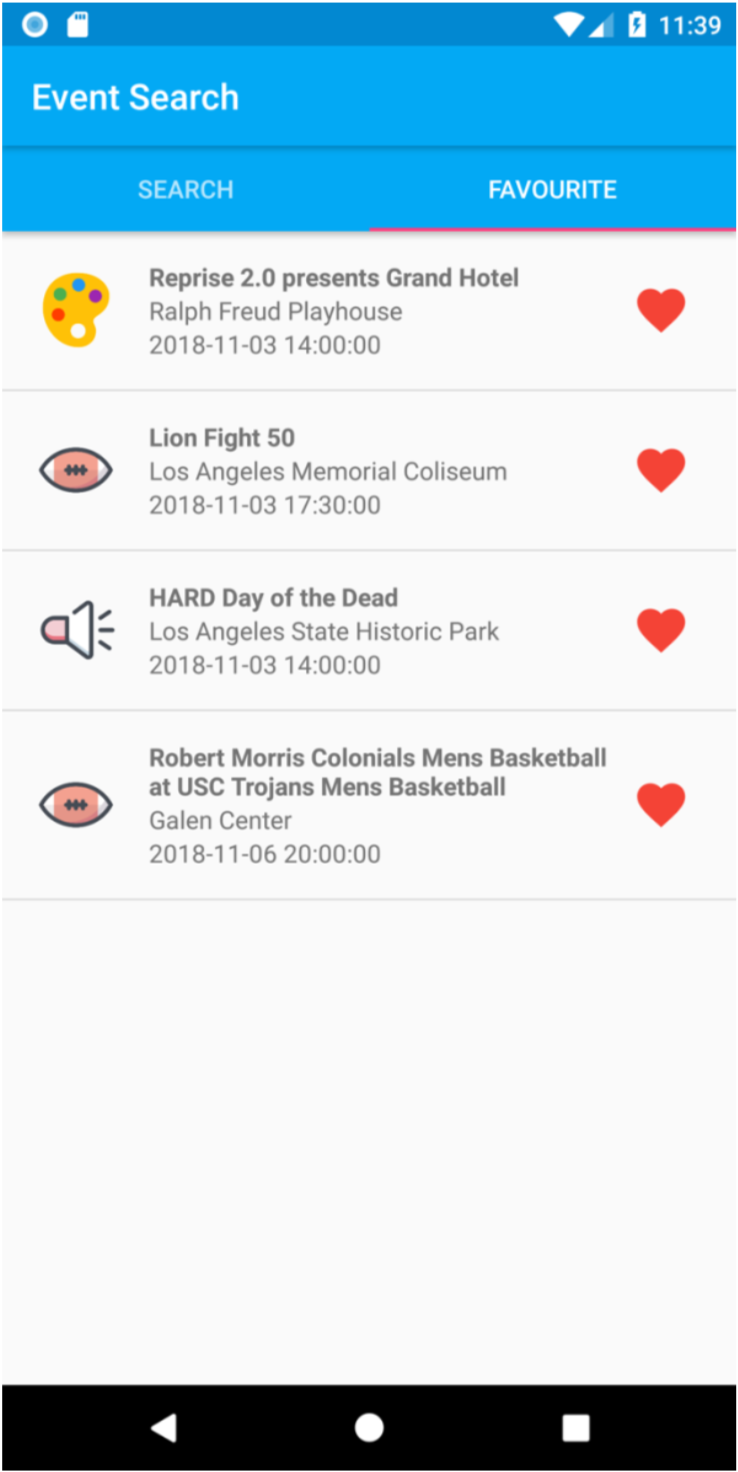 11:39
Event Search
SEARCH
FAVOURITE
Reprise 2.0 presents Grand Hotel
Ralph Freud Playhouse
2018-11-03 14:00:00
Lion Fight 50
Los Angeles Memorial Coliseum
2018-11-03 17:30:00
HARD Day of the Dead
Los Angeles State Historic Park
2018-11-03 14:00:00
Robert Morris Colonials Mens Basketball
at USC Trojans Mens Basketball
Galen Center
2018-11-06 20:00:00